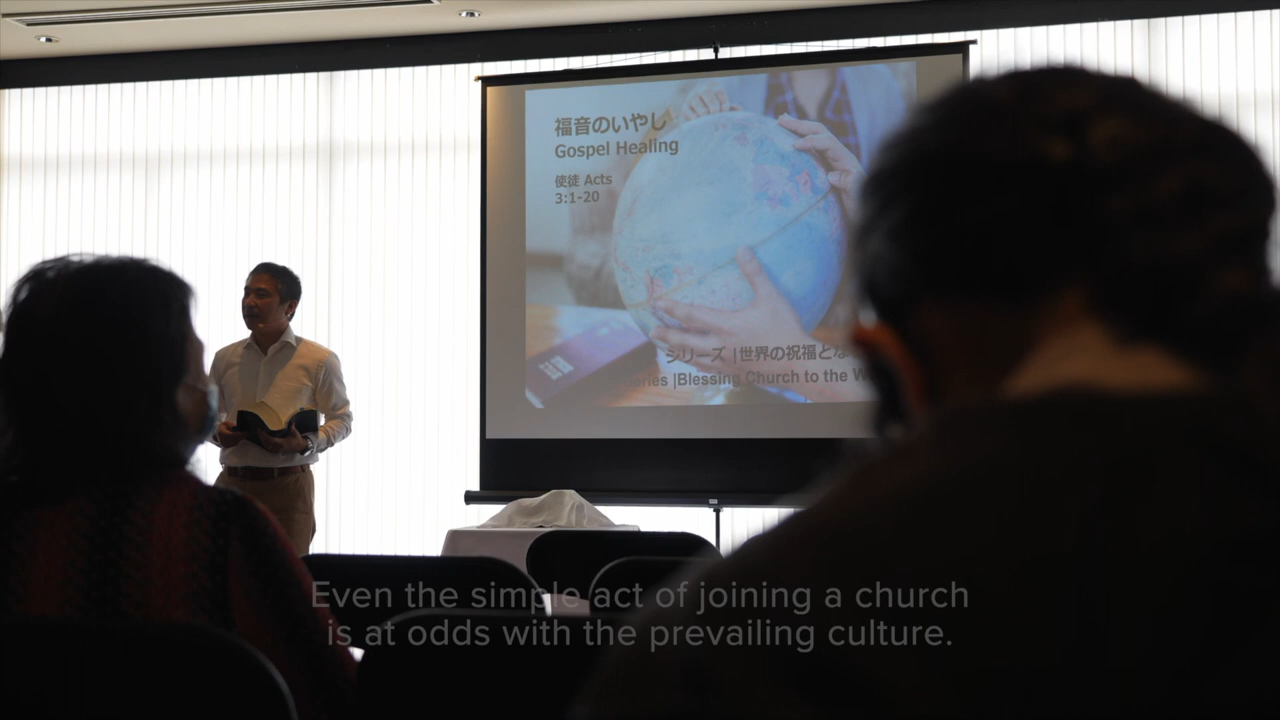 福音のいやし
Gospel Healing
使徒 Acts
3:1-20
シリーズ |世界の祝福とな
|Blessing Church to the W
Even the simple act of joining a church
is at odds with the prevailing culture.